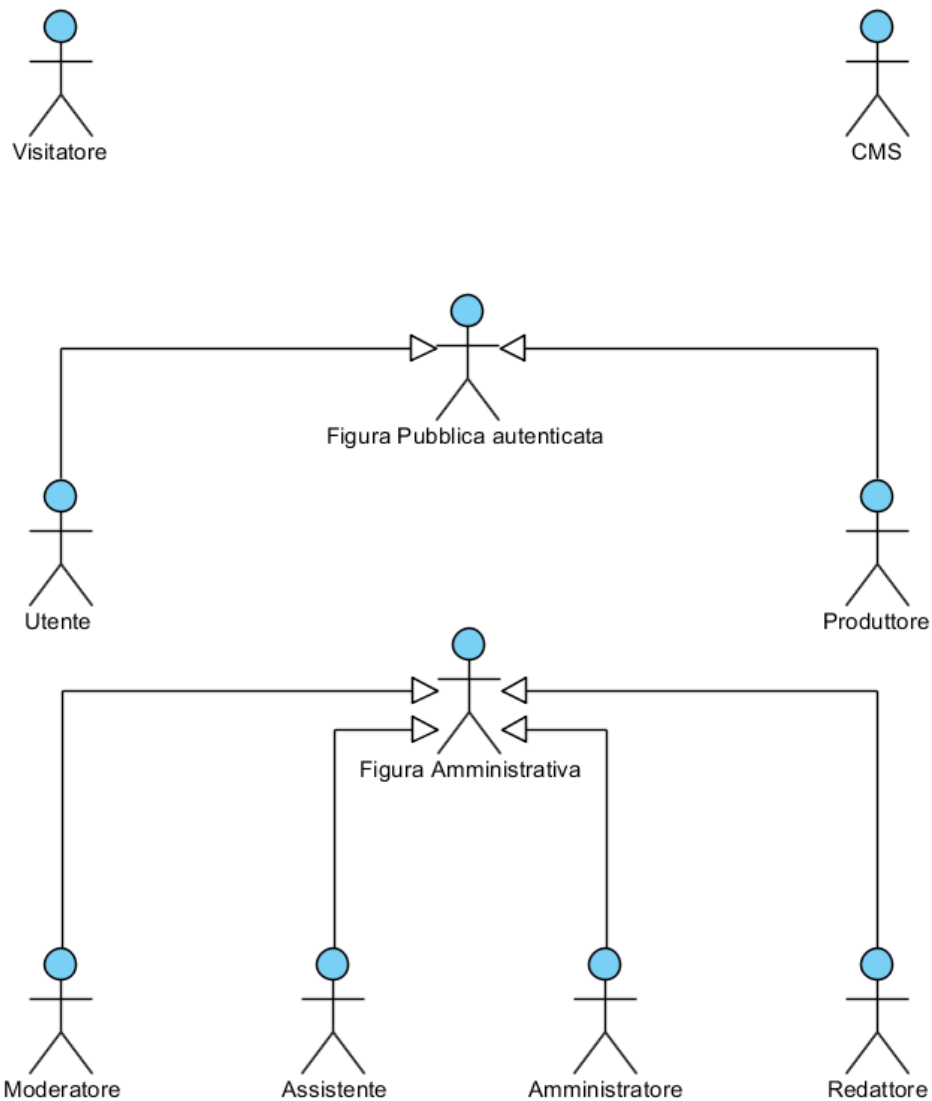 Visitatore
CMS
Figura Pubblica autenticata
Utente
Produttore
Figura Amministrativa
Moderatore
Assistente
Amministratore
Redattore